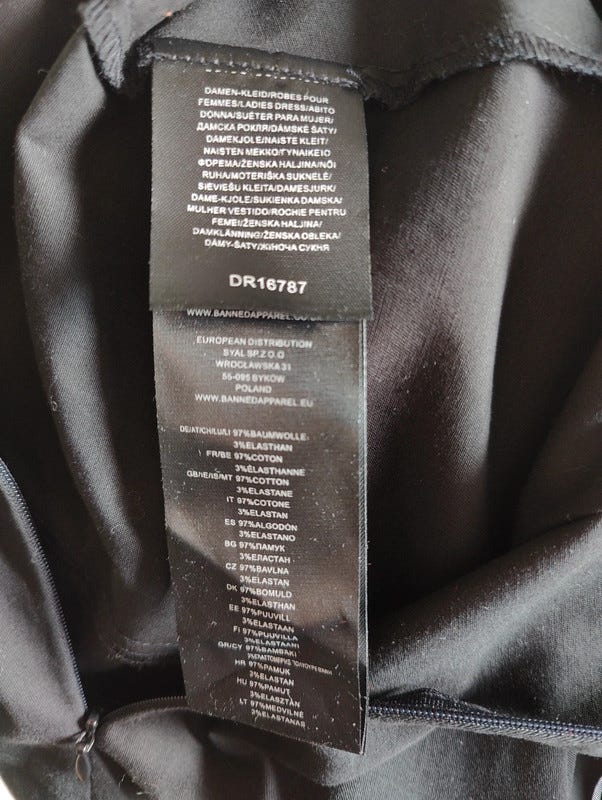 DAMEN-KLEID/ROBES POUR
FEMMES/LADIES DRESS/ABITO
DONNA/SUÉTER PARA MUJER/
ДАМСКА РОКЛЯ/DÁMSKÉ ŠATY/
DAMEKJOLE/NAISTE KLEIT/
NAISTEN MEKKO/ΓΥΝΑΙΚΕΙΟ
ΦΟΡΕΜΑ/ŽENSKA HALJINA/NŐI
RUHA/MOTERIŠKA SUKNELĖ/
SIEVIEŠU KLEITA/DAMESJURK/
DAME-KJOLE/SUKIENKA DAMSKA/
MULHER VESTIDO/ROCHIE PENTRU
FEMEI/ŽENSKA HALJINA/
DAMKLÄNNING/ŽENSKA OBLEKA/
DÁMY-ŠATY/ЖІНОЧА СУКНЯ
DR16787
WWW.BANNEDAPPAREL.CO
EUROPEAN DISTRIBUTION
SYAL SP.Z.O.O
WROCLAWSKA 31
55-095 BYKOW
POLAND
WWW.BANNEDAPPAREL.EU
DE/AT/CH/LU/LI 97%BAUMWOLLE
3%ELASTHAN
FR/BE 97%COTON
3%ELASTHANNE
GB/IE/IS/MT 97%COTTON
3%ELASTANE
IT 97%COTONE
3%ELASTAN
ES 97%ALGODÓN
3%ELASTANO
BG 97%ПАМУК
3%ЕЛАСТАН
CZ 97%BAVLNA
3%ELASTAN
DK 97%BOMULD
3%ELASTHAN
EE 97%PUUVILL
3%ELASTAAN
FI 97%PUUVILLA
3%ELASTAANI
GR/CY 97%ΒΑΜΒΑΚΙ
HR 97%PAMUK
3%ELASTAN
HU 97%PAMUT
3%ELASZTÁN
LT 97%MEDVILNĖ
3%ELASTANAS